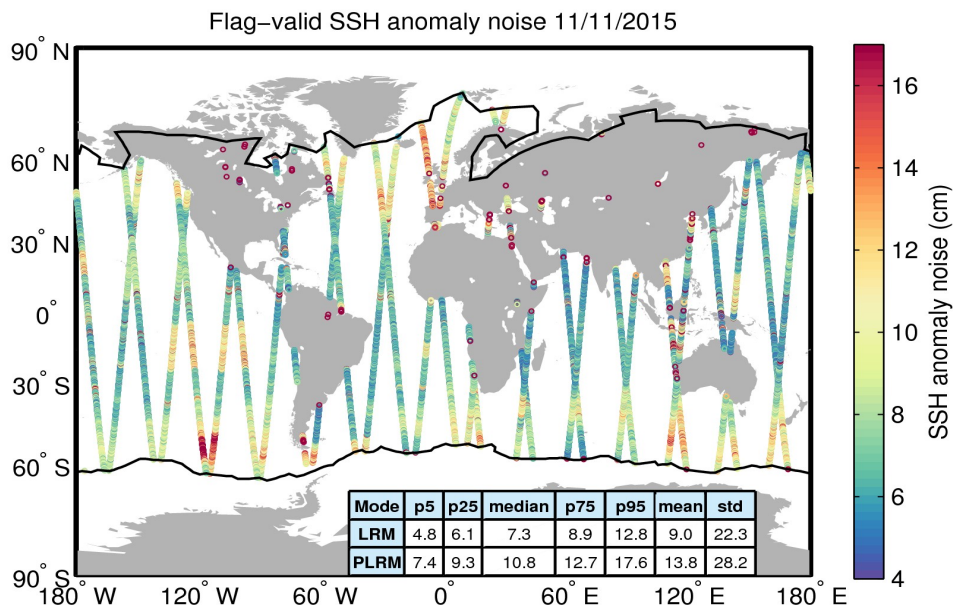 Flag−valid SSH anomaly noise 11/11/2015
90° N
60° N
30° N
0°
30° S
60° S
90° S
180° W
120° W
60° W
0°
60° E
120° E
180° E
16
14
12
10
8
6
4
SSH anomaly noise (cm)
Mode p5 p25 median p75 p95 mean std
LRM 4.8 6.1 7.3 8.9 12.8 9.0 22.3
PLRM 7.4 9.3 10.8 12.7 17.6 13.8 28.2